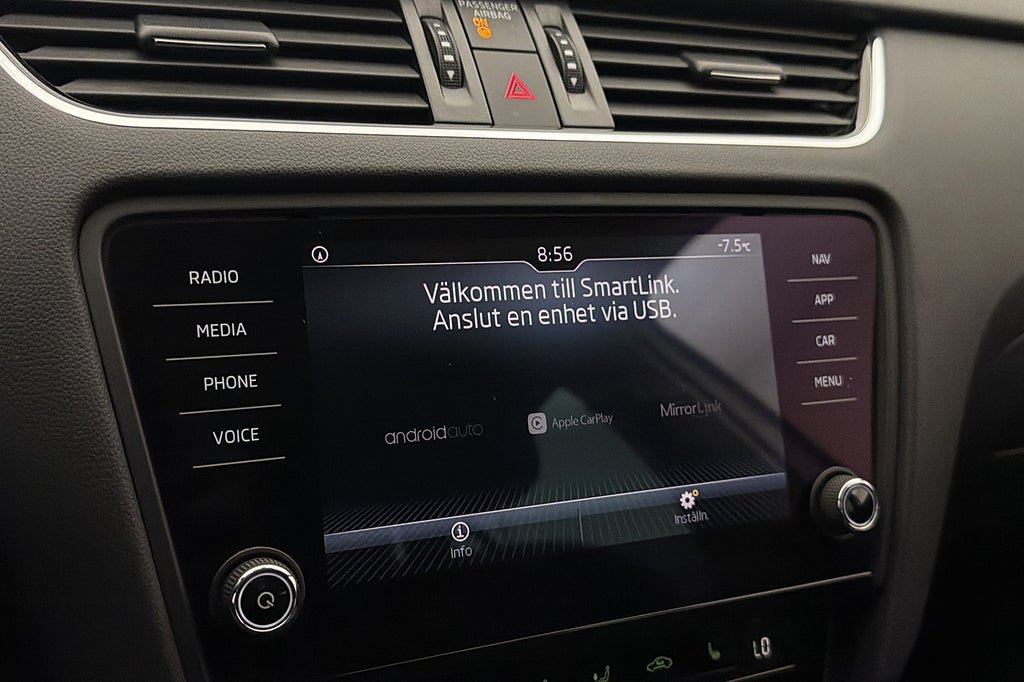 PASSENGER
AIRBAG
ON
8:56
-7.5°C
RADIO
MEDIA
PHONE
VOICE
Välkommen till SmartLink.
Anslut en enhet via USB.
androidauto
Apple CarPlay
MirrorLink
Info
Inställn.
NAV
APP
CAR
MENU
LO